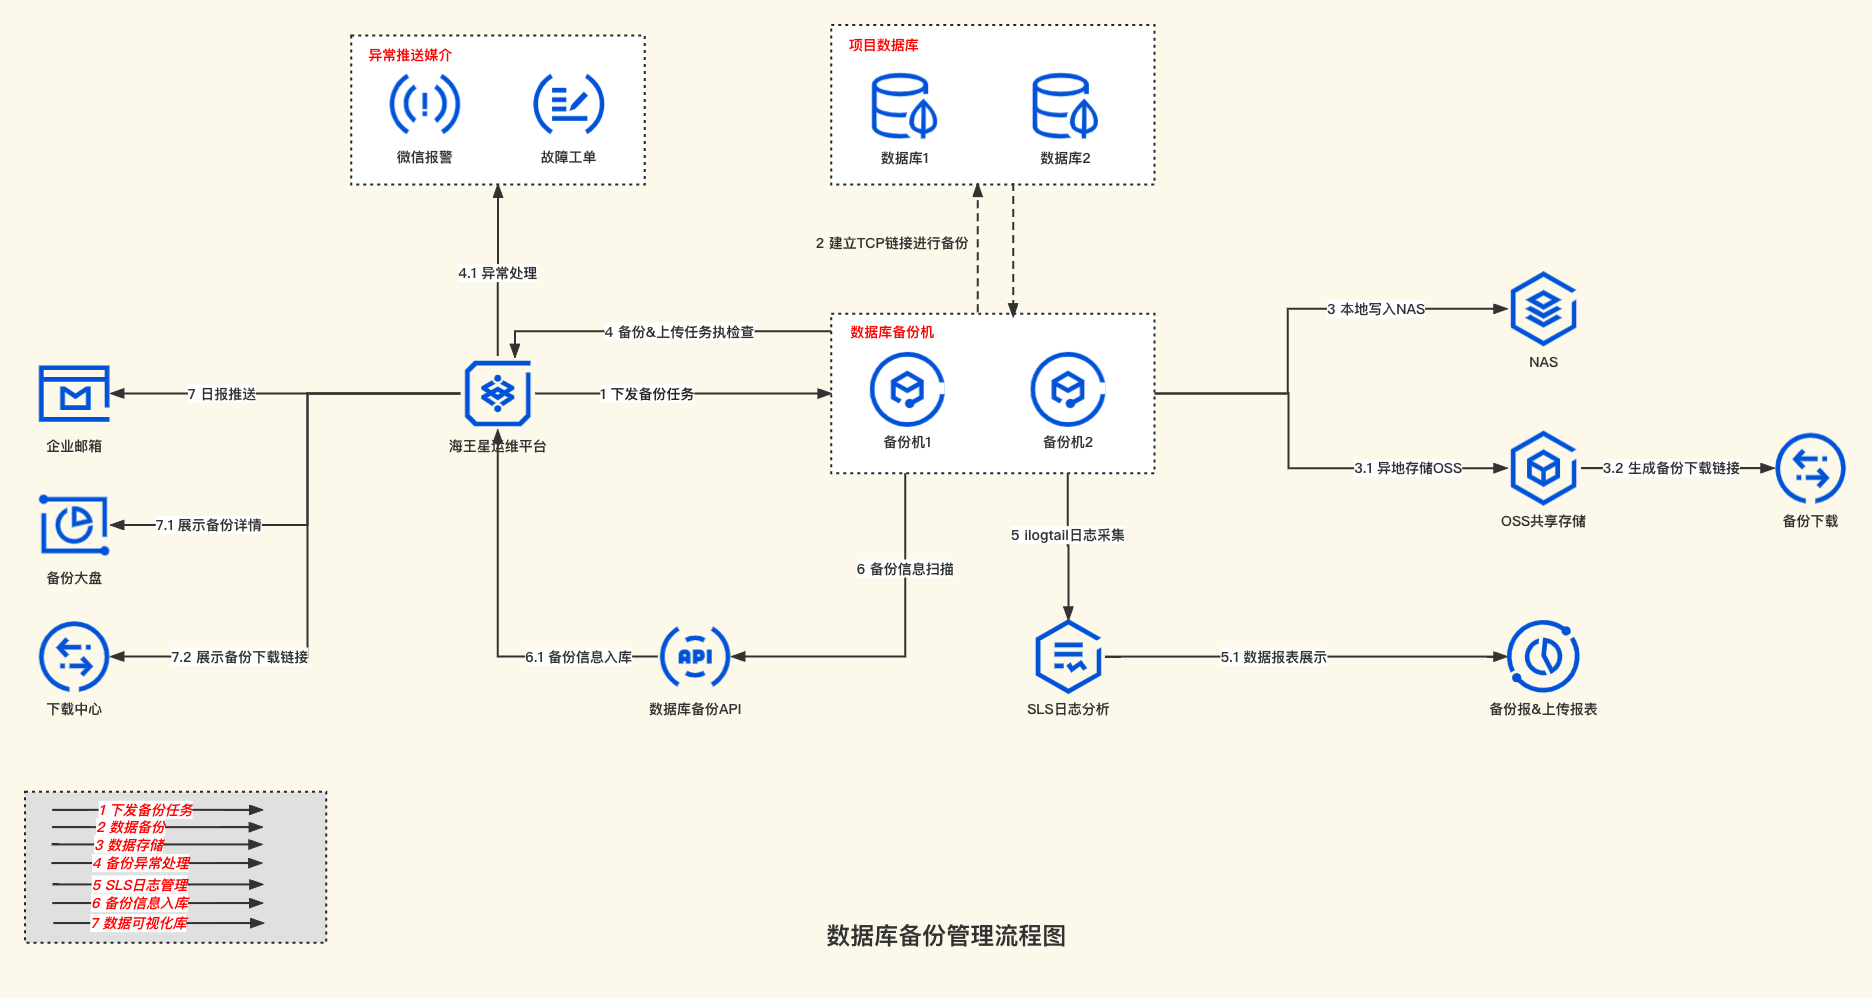 异常推送媒介
微信报警
故障工单
项目数据库
数据库1
数据库2
2 建立TCP链接进行备份
4.1 异常处理
4 备份&上传任务执检查
数据库备份机
备份机1
备份机2
3 本地写入NAS
NAS
7 日报推送
企业邮箱
海王星运维平台
1 下发备份任务
3.1 异地存储OSS
OSS共享存储
3.2 生成备份下载链接
备份下载
7.1 展示备份详情
备份大盘
5 ilogtail日志采集
6 备份信息扫描
7.2 展示备份下载链接
下载中心
6.1 备份信息入库
API
数据库备份API
SLS日志分析
5.1 数据报表展示
备份报&上传报表
1 下发备份任务
2 数据备份
3 数据存储
4 备份异常处理
5 SLS日志管理
6 备份信息入库
7 数据可视化库
数据库备份管理流程图